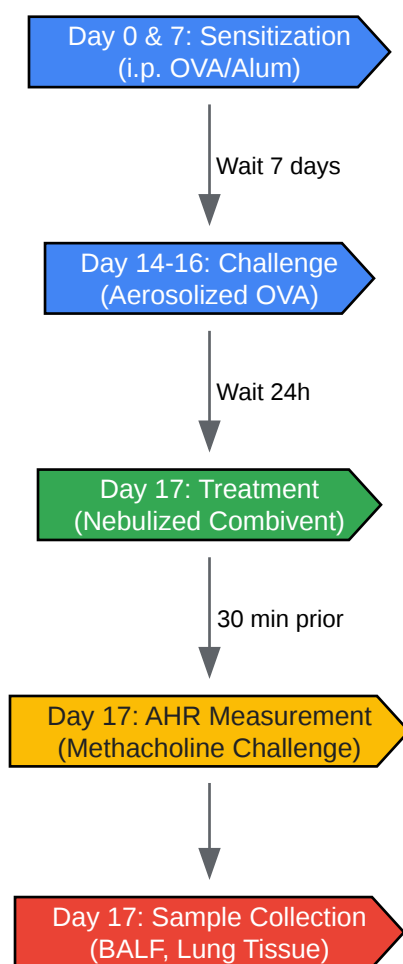 Day 0 & 7: Sensitization
(i.p. OVA/Alum)
Wait 7 days
Day 14-16: Challenge
(Aerosolized OVA)
Wait 24h
Day 17: Treatment
(Nebulized Combivent)
30 min prior
Day 17: AHR Measurement
(Methacholine Challenge)
Day 17: Sample Collection
(BALF, Lung Tissue)